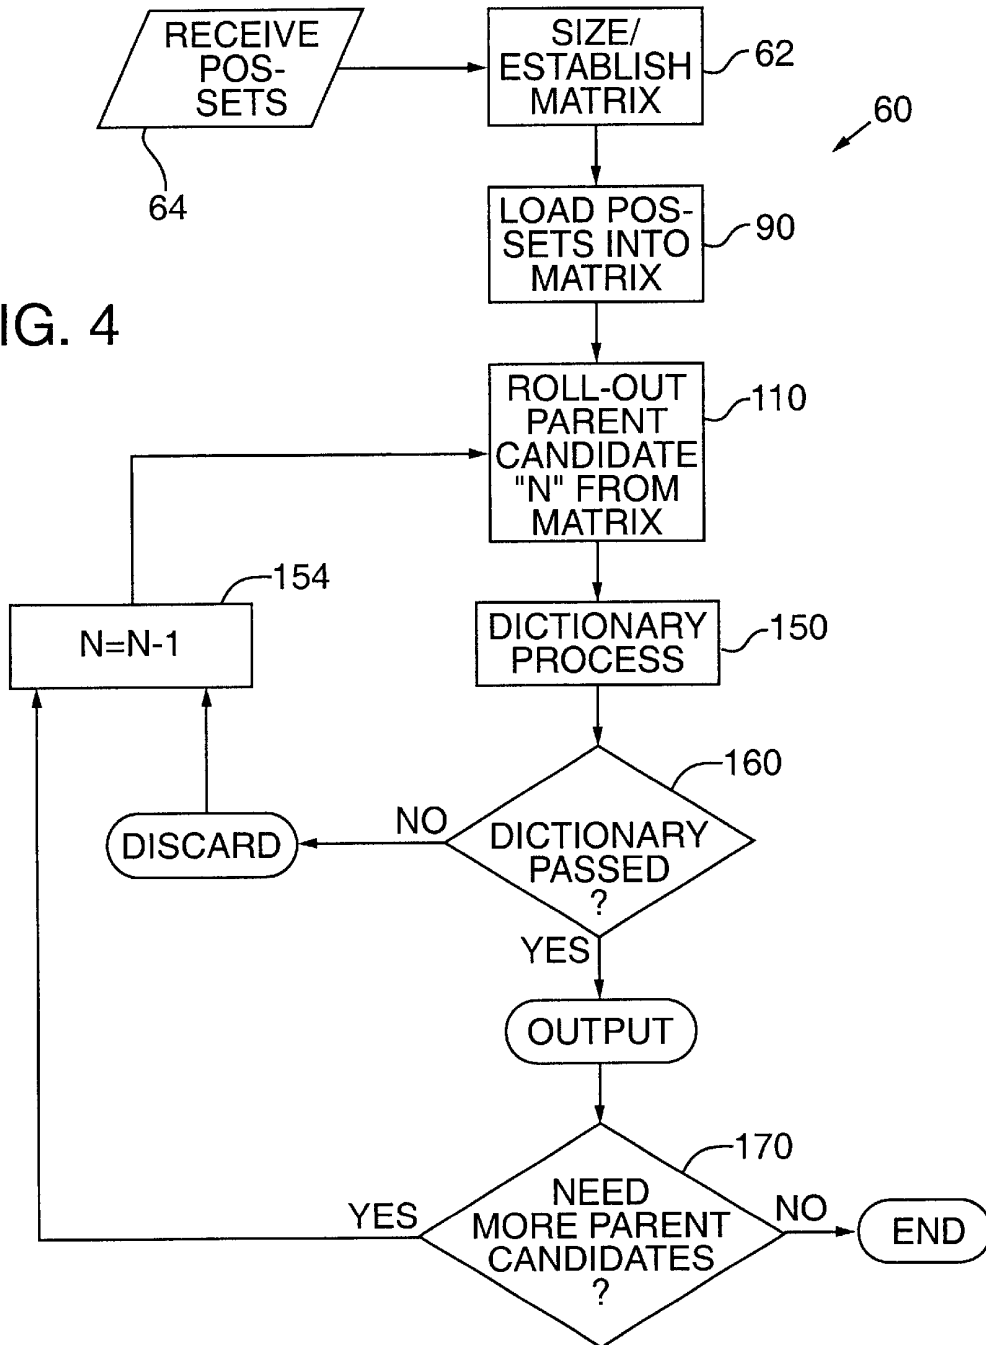 RECEIVE
POS-
SETS
64
SIZE/
ESTABLISH
MATRIX
62
60
LOAD POS-
SETS INTO
MATRIX
90
IG. 4
ROLL-OUT
PARENT
CANDIDATE
"N" FROM
MATRIX
110
154
N=N-1
DICTIONARY
PROCESS
150
160
NO
DISCARD
DICTIONARY
PASSED
?
YES
OUTPUT
170
YES
NEED
MORE PARENT
CANDIDATES
?
NO
END